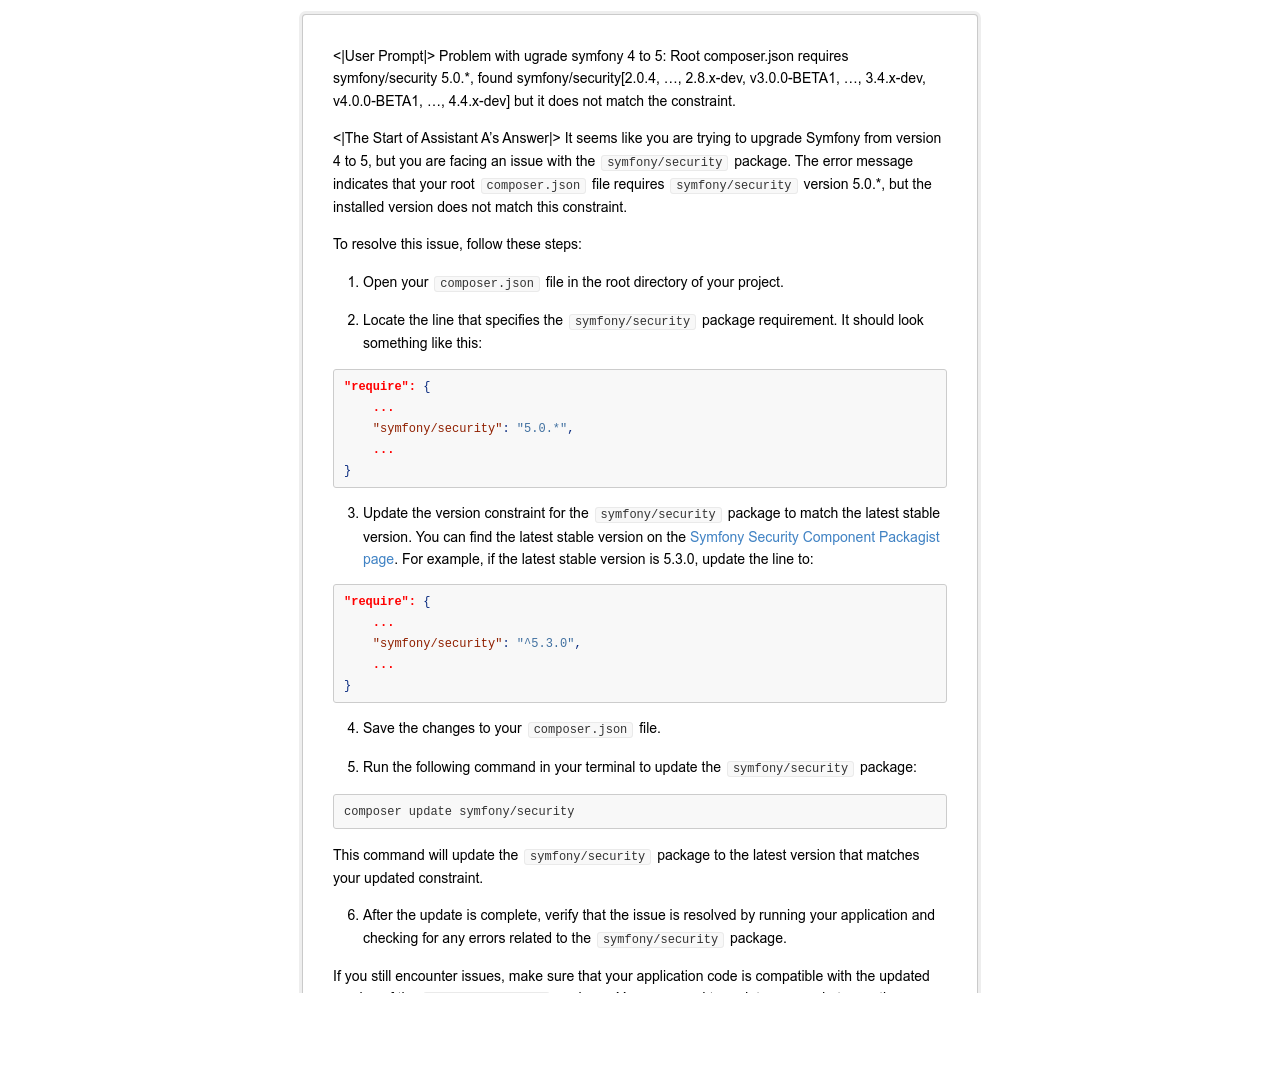 <|User Prompt|> Problem with ugrade symfony 4 to 5: Root composer.json requires
symfony/security 5.0.*, found symfony/security[2.0.4, …, 2.8.x-dev, v3.0.0-BETA1, …, 3.4.x-dev,
v4.0.0-BETA1, …, 4.4.x-dev] but it does not match the constraint.
<|The Start of Assistant A’s Answer|> It seems like you are trying to upgrade Symfony from version
4 to 5, but you are facing an issue with the symfony/security package. The error message
indicates that your root composer.json file requires symfony/security version 5.0.*, but the
installed version does not match this constraint.
To resolve this issue, follow these steps:
1. Open your composer.json file in the root directory of your project.
2. Locate the line that specifies the symfony/security package requirement. It should look
something like this:
"require": {
    ...
    "symfony/security": "5.0.*",
    ...
}
3. Update the version constraint for the symfony/security package to match the latest stable
version. You can find the latest stable version on the Symfony Security Component Packagist
page. For example, if the latest stable version is 5.3.0, update the line to:
"require": {
    ...
    "symfony/security": "^5.3.0",
    ...
}
4. Save the changes to your composer.json file.
5. Run the following command in your terminal to update the symfony/security package:
composer update symfony/security
This command will update the symfony/security package to the latest version that matches
your updated constraint.
6. After the update is complete, verify that the issue is resolved by running your application and
checking for any errors related to the symfony/security package.
If you still encounter issues, make sure that your application code is compatible with the updated